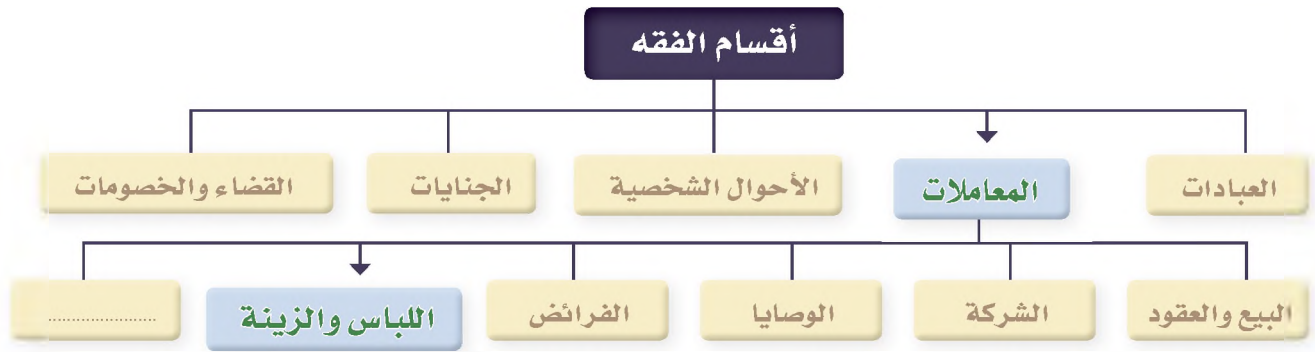 أقسام الفقه
العبادات
المعاملات
الأحوال الشخصية
الجنايات
القضاء والخصومات
البيع والعقود
الشركة
الوصايا
الفرائض
اللباس والزينة
......................